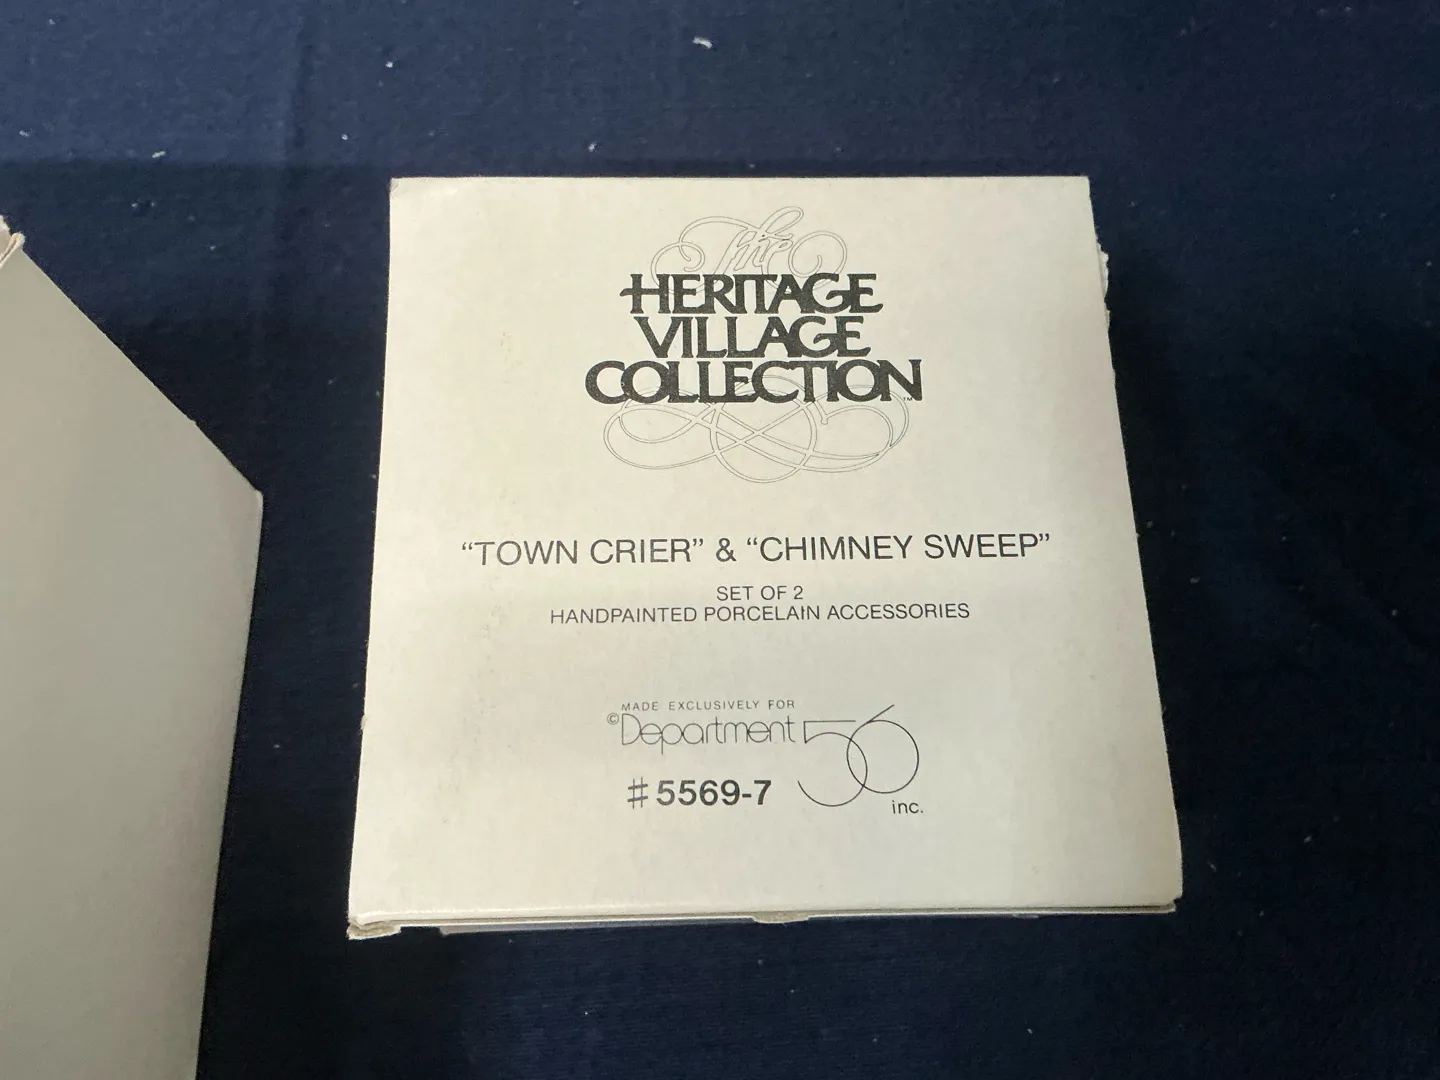 The
HERITAGE
VILLAGE
COLLECTION™
“TOWN CRIER” & “CHIMNEY SWEEP”
SET OF 2
HANDPAINTED PORCELAIN ACCESSORIES
MADE EXCLUSIVELY FOR
©Department 56
inc.
#5569-7